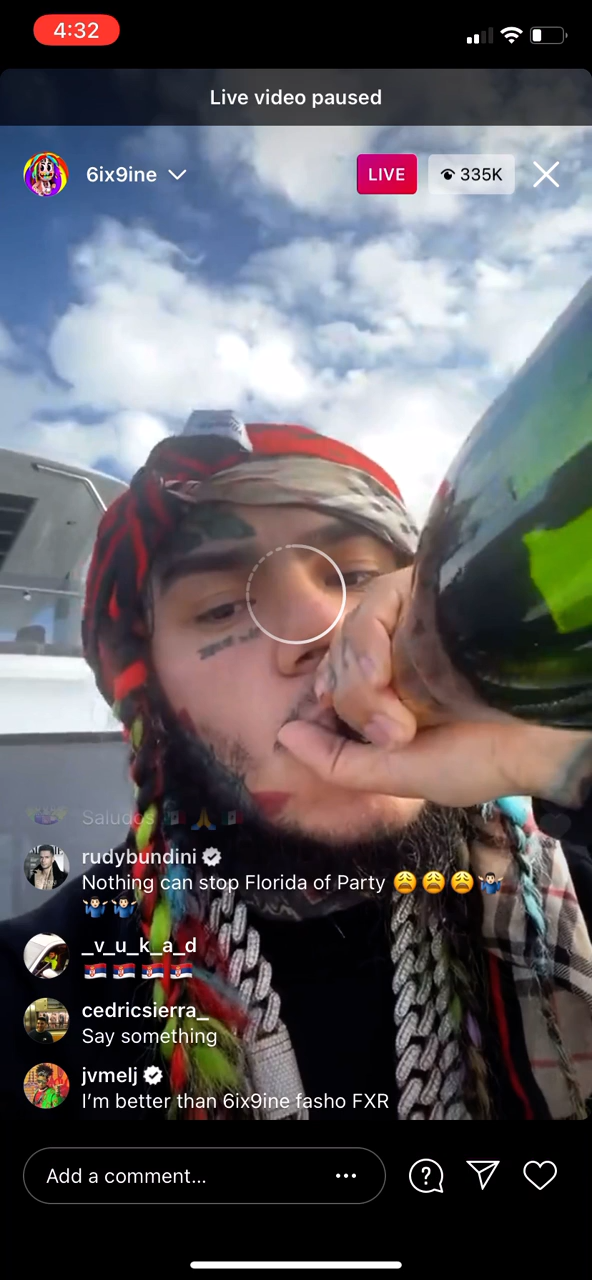 4:32
Live video paused
6ix9ine
LIVE
335K
Saludos 🇲🇽 🙏 🇲🇽
rudybundini
Nothing can stop Florida of Party 😩😩😩🤷🏻‍♂️
🤷🏻‍♂️🤷🏻‍♂️
_v_u_k_a_d
🇷🇸 🇷🇸 🇷🇸 🇷🇸
cedricsierra_
Say something
jvmelj
I'm better than 6ix9ine fasho FXR
Add a comment...